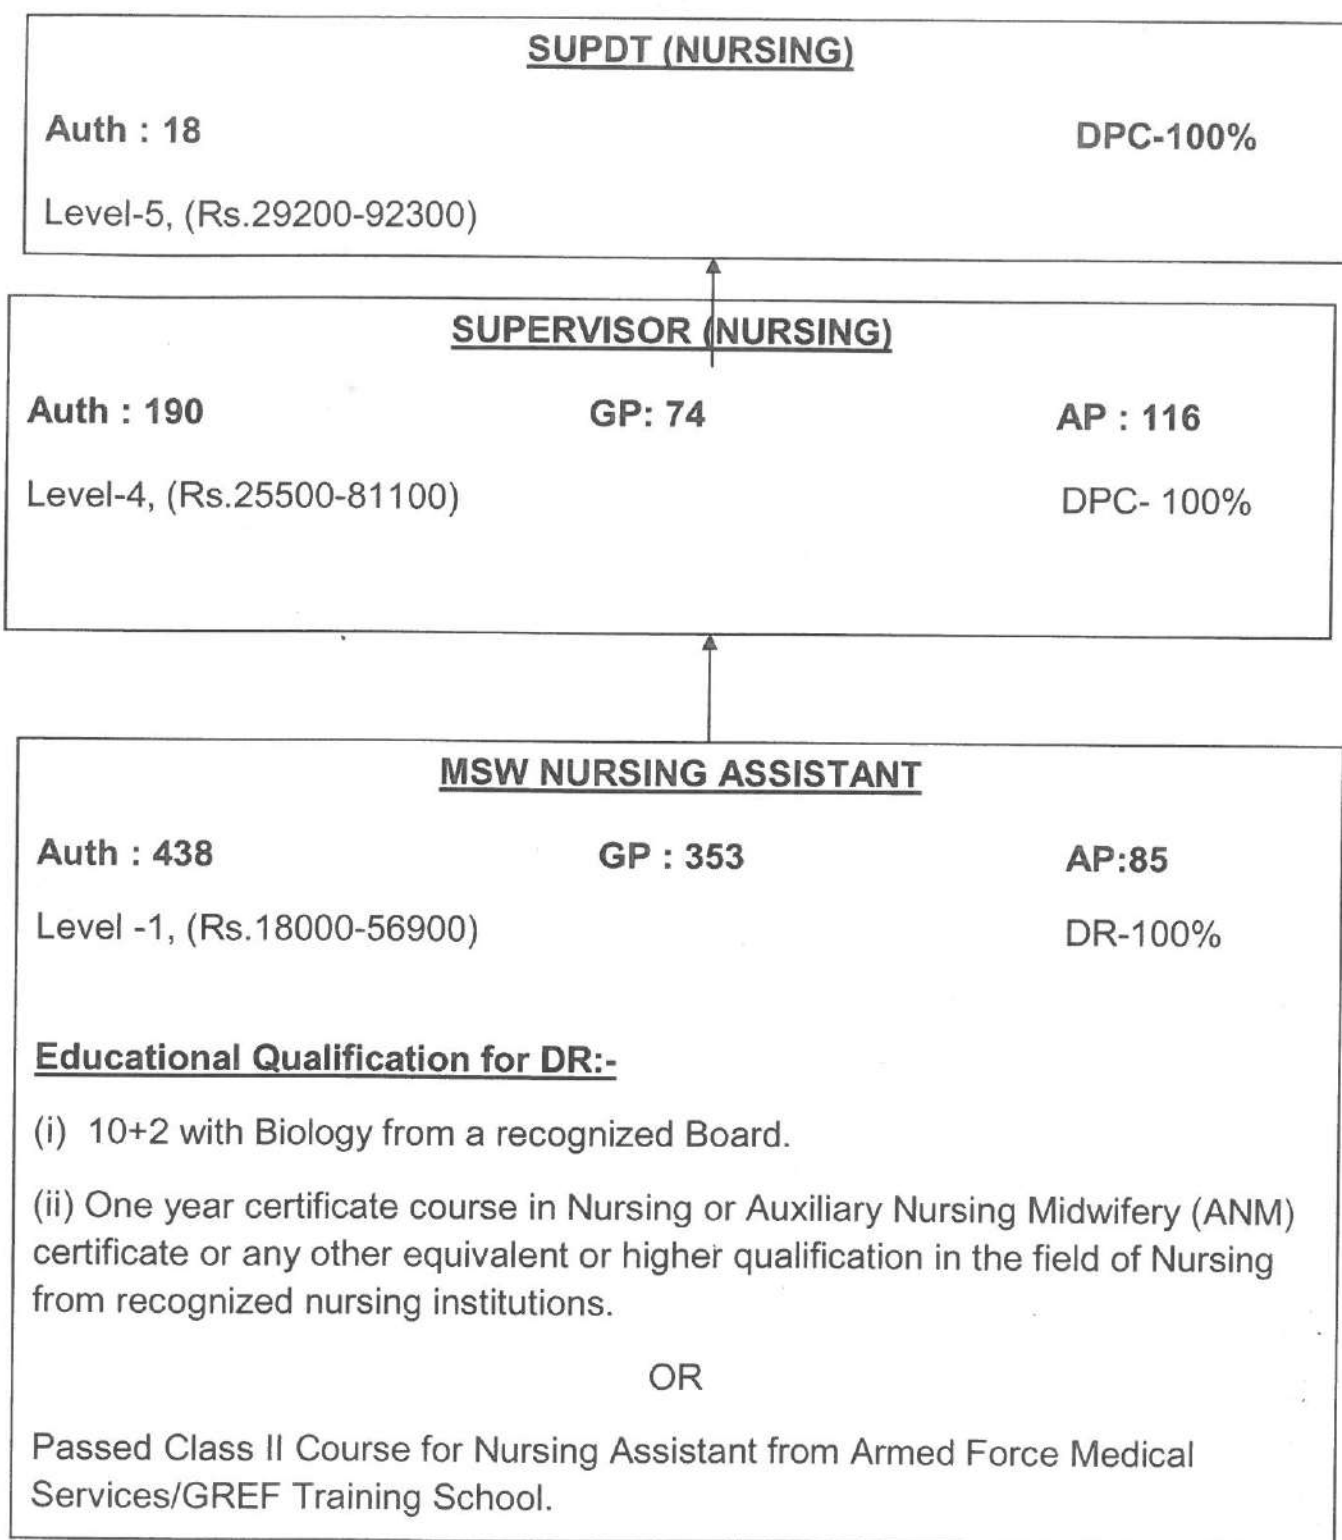 SUPDT (NURSING)
Auth : 18 DPC-100%
Level-5, (Rs.29200-92300)
SUPERVISOR (NURSING)
Auth : 190 GP: 74 AP : 116
Level-4, (Rs.25500-81100) DPC- 100%
MSW NURSING ASSISTANT
Auth : 438 GP : 353 AP:85
Level -1, (Rs.18000-56900) DR-100%
Educational Qualification for DR:-
(i) 10+2 with Biology from a recognized Board.
(ii) One year certificate course in Nursing or Auxiliary Nursing Midwifery (ANM)
certificate or any other equivalent or higher qualification in the field of Nursing
from recognized nursing institutions.
OR
Passed Class II Course for Nursing Assistant from Armed Force Medical
Services/GREF Training School.